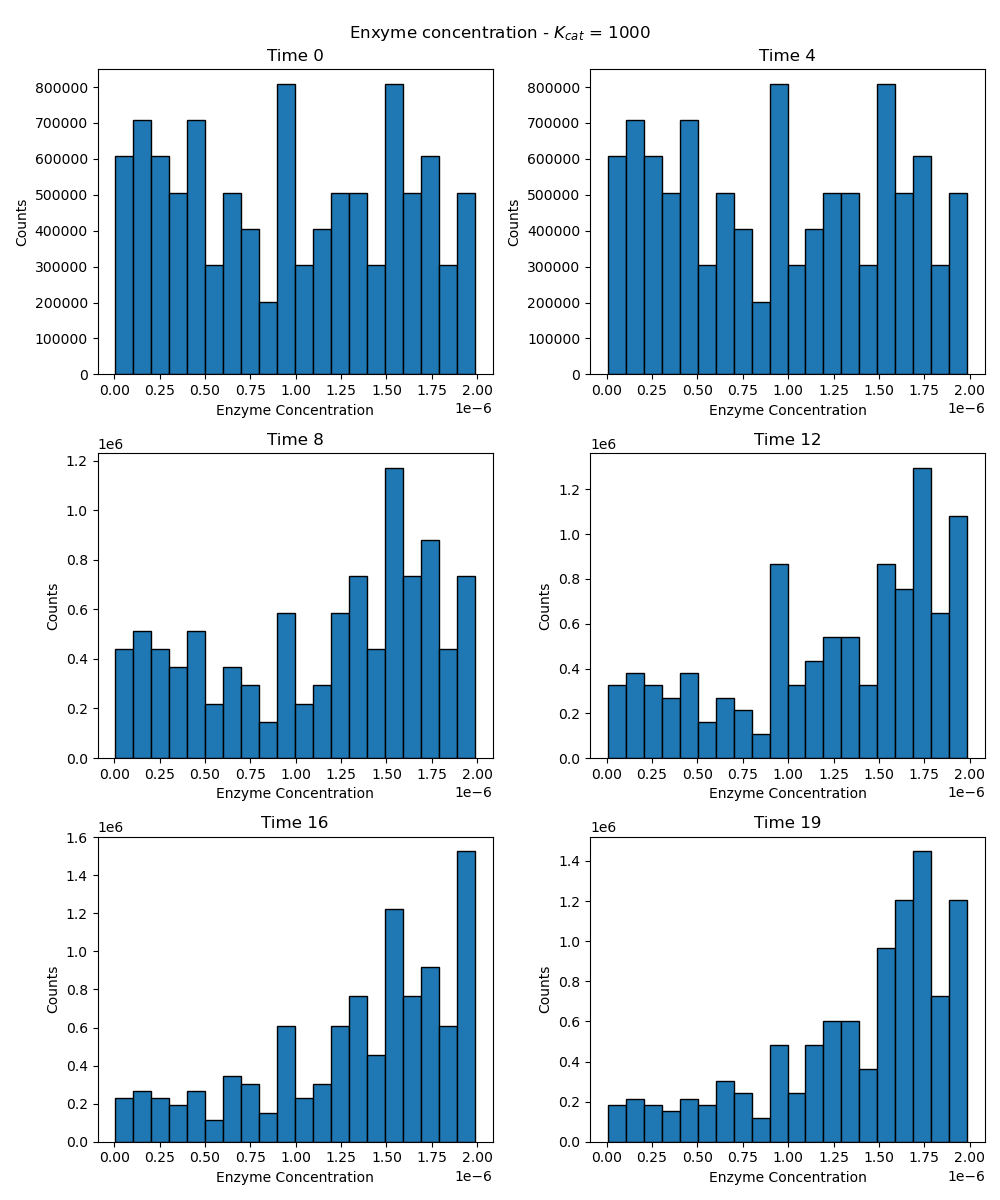 Enxyme concentration - K_cat = 1000
Time 0
Time 4
800000
700000
600000
500000
400000
300000
200000
100000
0
Counts
0.00 0.25 0.50 0.75 1.00 1.25 1.50 1.75 2.00
1e−6
Enzyme Concentration
800000
700000
600000
500000
400000
300000
200000
100000
0
Counts
0.00 0.25 0.50 0.75 1.00 1.25 1.50 1.75 2.00
1e−6
Enzyme Concentration
Time 8
1e6
1.2
1.0
0.8
0.6
0.4
0.2
0.0
Counts
0.00 0.25 0.50 0.75 1.00 1.25 1.50 1.75 2.00
1e−6
Enzyme Concentration
Time 12
1e6
1.2
1.0
0.8
0.6
0.4
0.2
0.0
Counts
0.00 0.25 0.50 0.75 1.00 1.25 1.50 1.75 2.00
1e−6
Enzyme Concentration
Time 16
1e6
1.6
1.4
1.2
1.0
0.8
0.6
0.4
0.2
0.0
Counts
0.00 0.25 0.50 0.75 1.00 1.25 1.50 1.75 2.00
1e−6
Enzyme Concentration
Time 19
1e6
1.4
1.2
1.0
0.8
0.6
0.4
0.2
0.0
Counts
0.00 0.25 0.50 0.75 1.00 1.25 1.50 1.75 2.00
1e−6
Enzyme Concentration